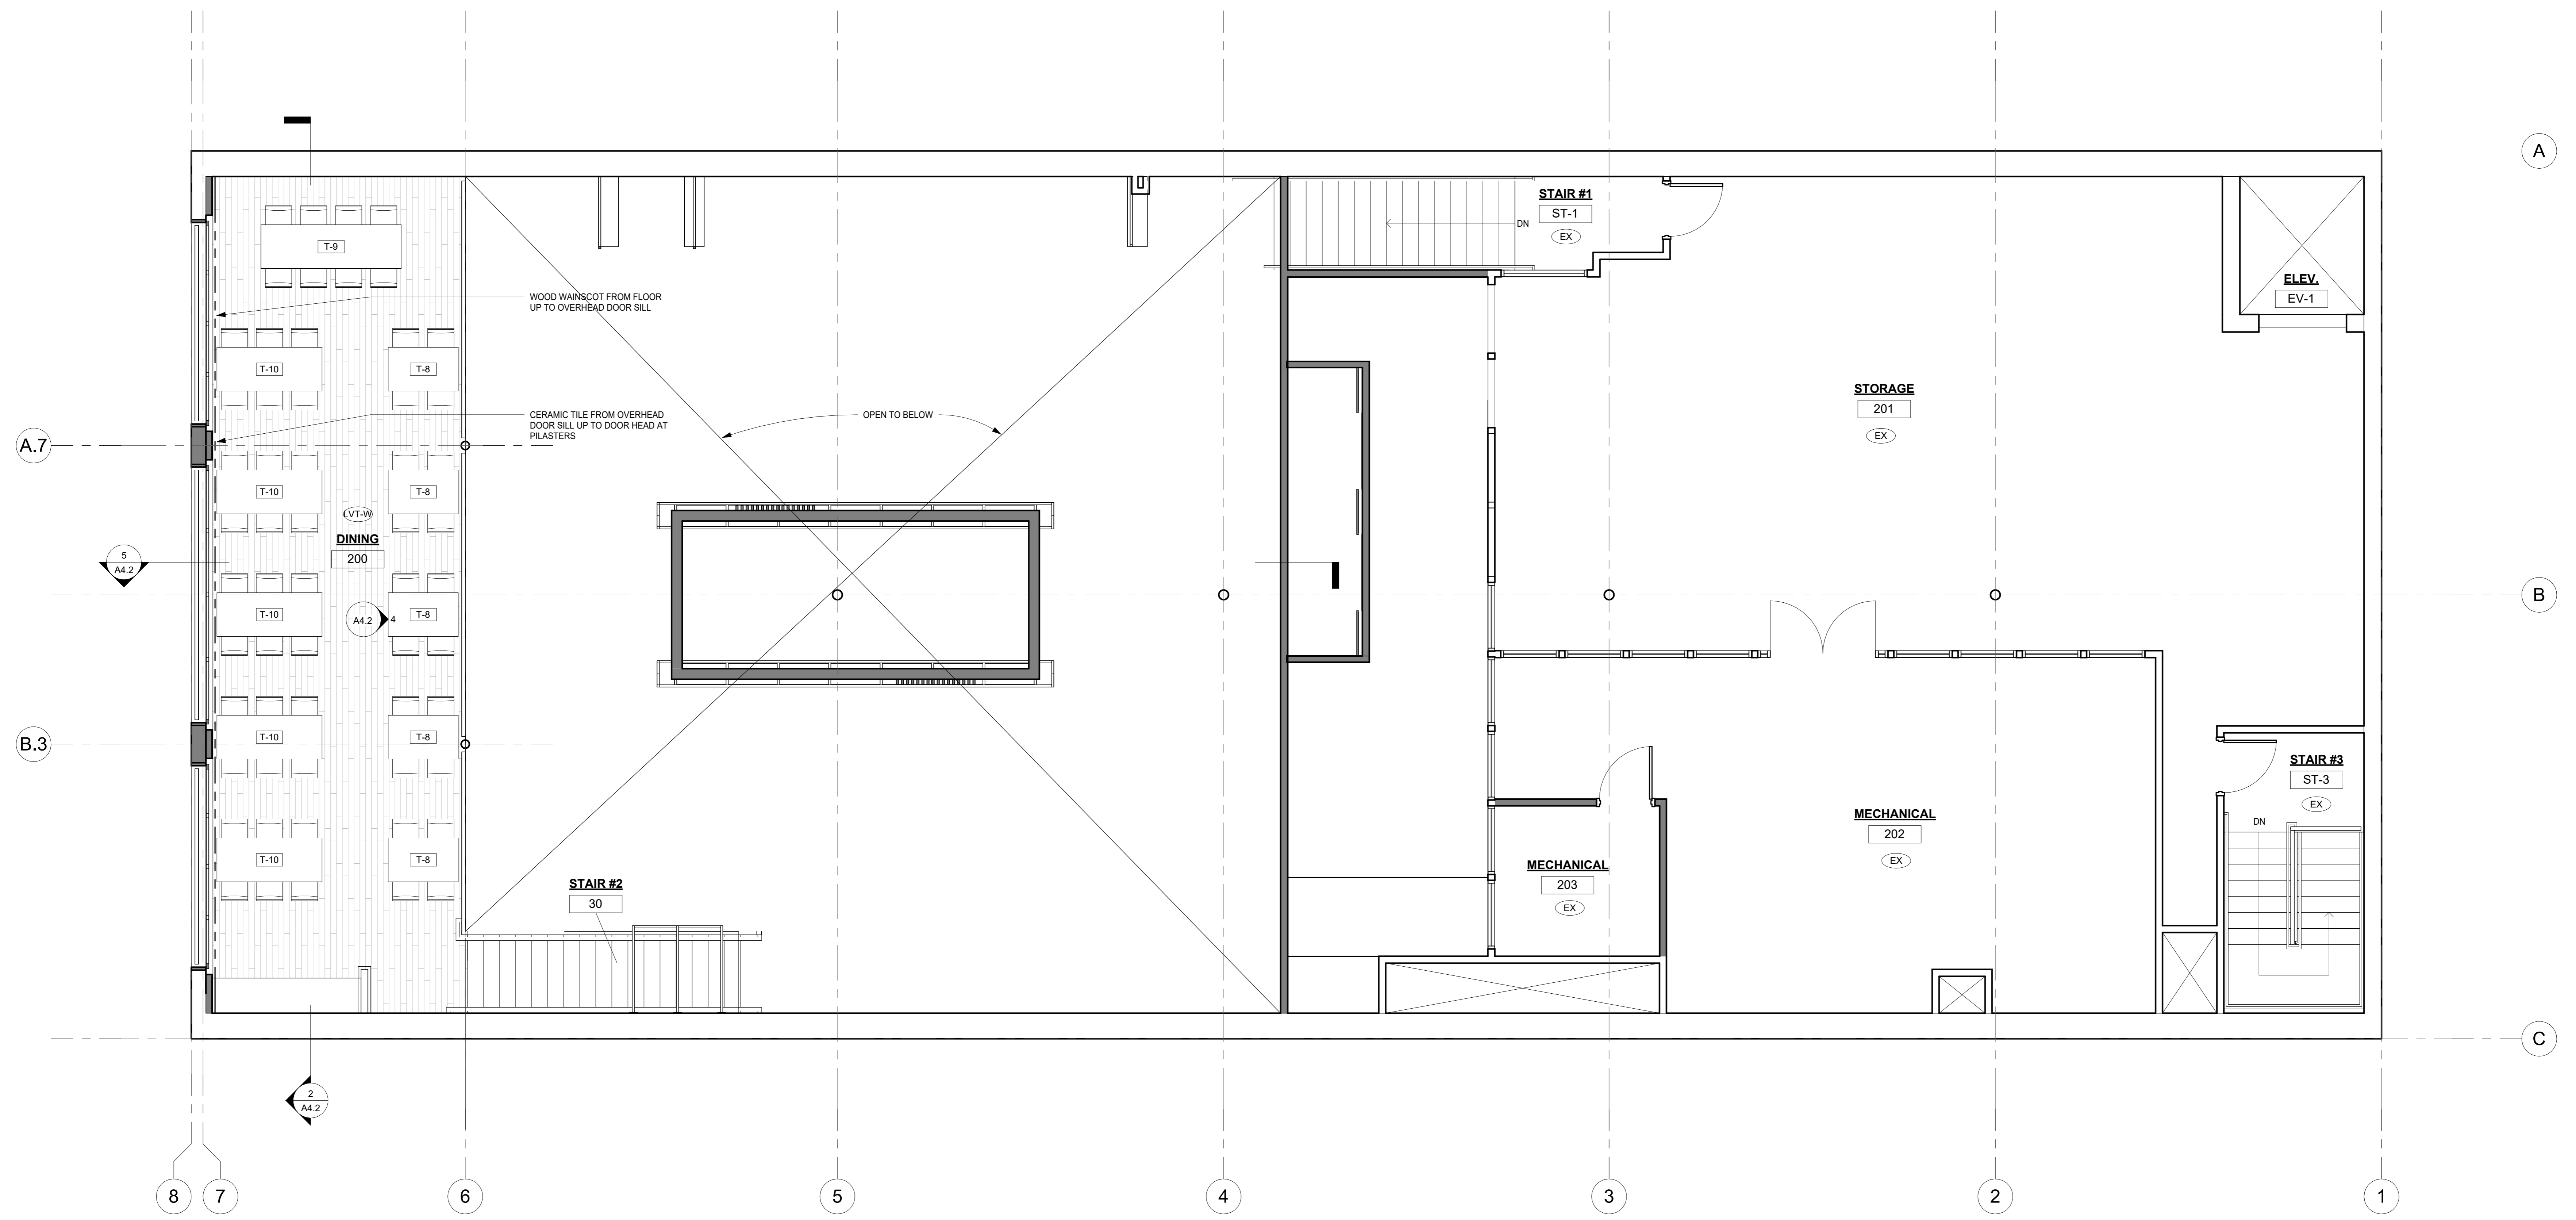 A
STAIR #1
ST-1
DN
EX
T-9
ELEV.
EV-1
WOOD WAINSCOT FROM FLOOR
UP TO OVERHEAD DOOR SILL
T-10
T-8
STORAGE
201
EX
CERAMIC TILE FROM OVERHEAD
DOOR SILL UP TO DOOR HEAD AT
PILASTERS
OPEN TO BELOW
A.7
T-10
T-8
LVT-W
DINING
200
5
A4.2
B
T-10
T-8
A4.2
4
B.3
T-10
T-8
STAIR #3
ST-3
EX
DN
MECHANICAL
202
EX
T-10
T-8
MECHANICAL
203
EX
STAIR #2
30
C
2
A4.2
8
7
6
5
4
3
2
1